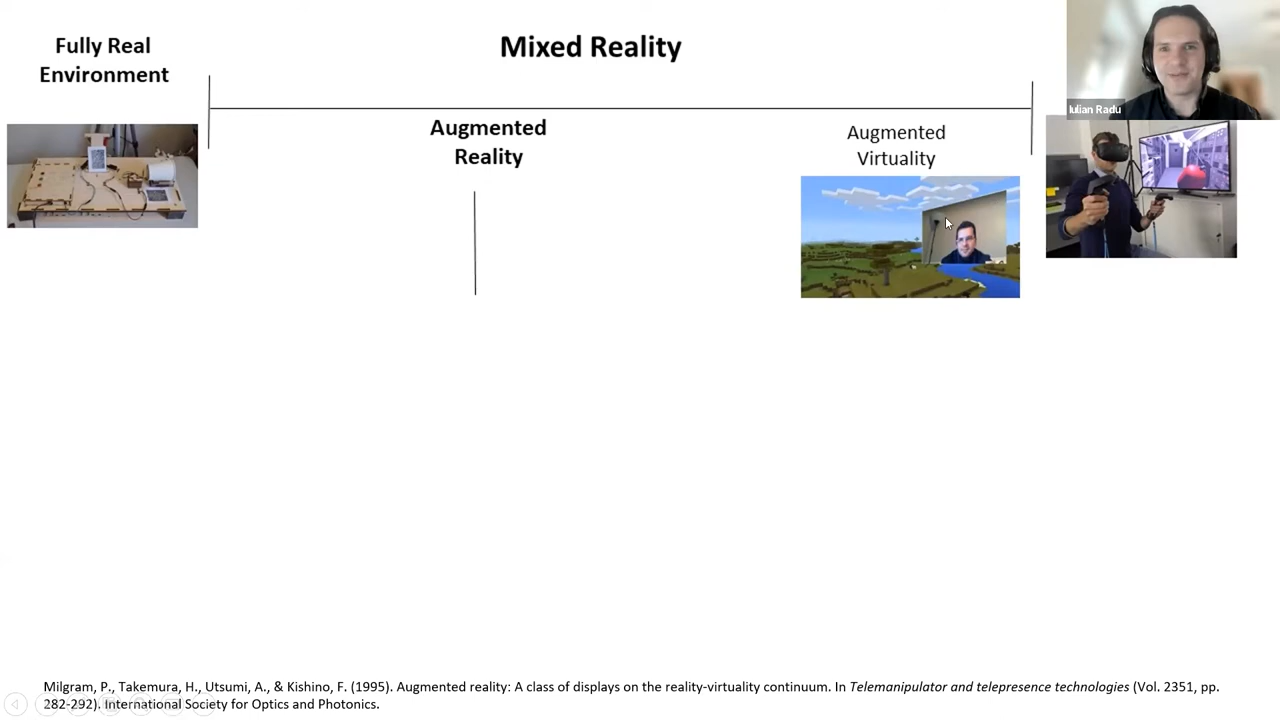 Fully Real
Environment
Mixed Reality
Iulian Radu
Augmented
Reality
Augmented
Virtuality
Milgram, P., Takemura, H., Utsumi, A., & Kishino, F. (1995). Augmented reality: A class of displays on the reality-virtuality continuum. In Telemanipulator and telepresence technologies (Vol. 2351, pp.
282-292). International Society for Optics and Photonics.